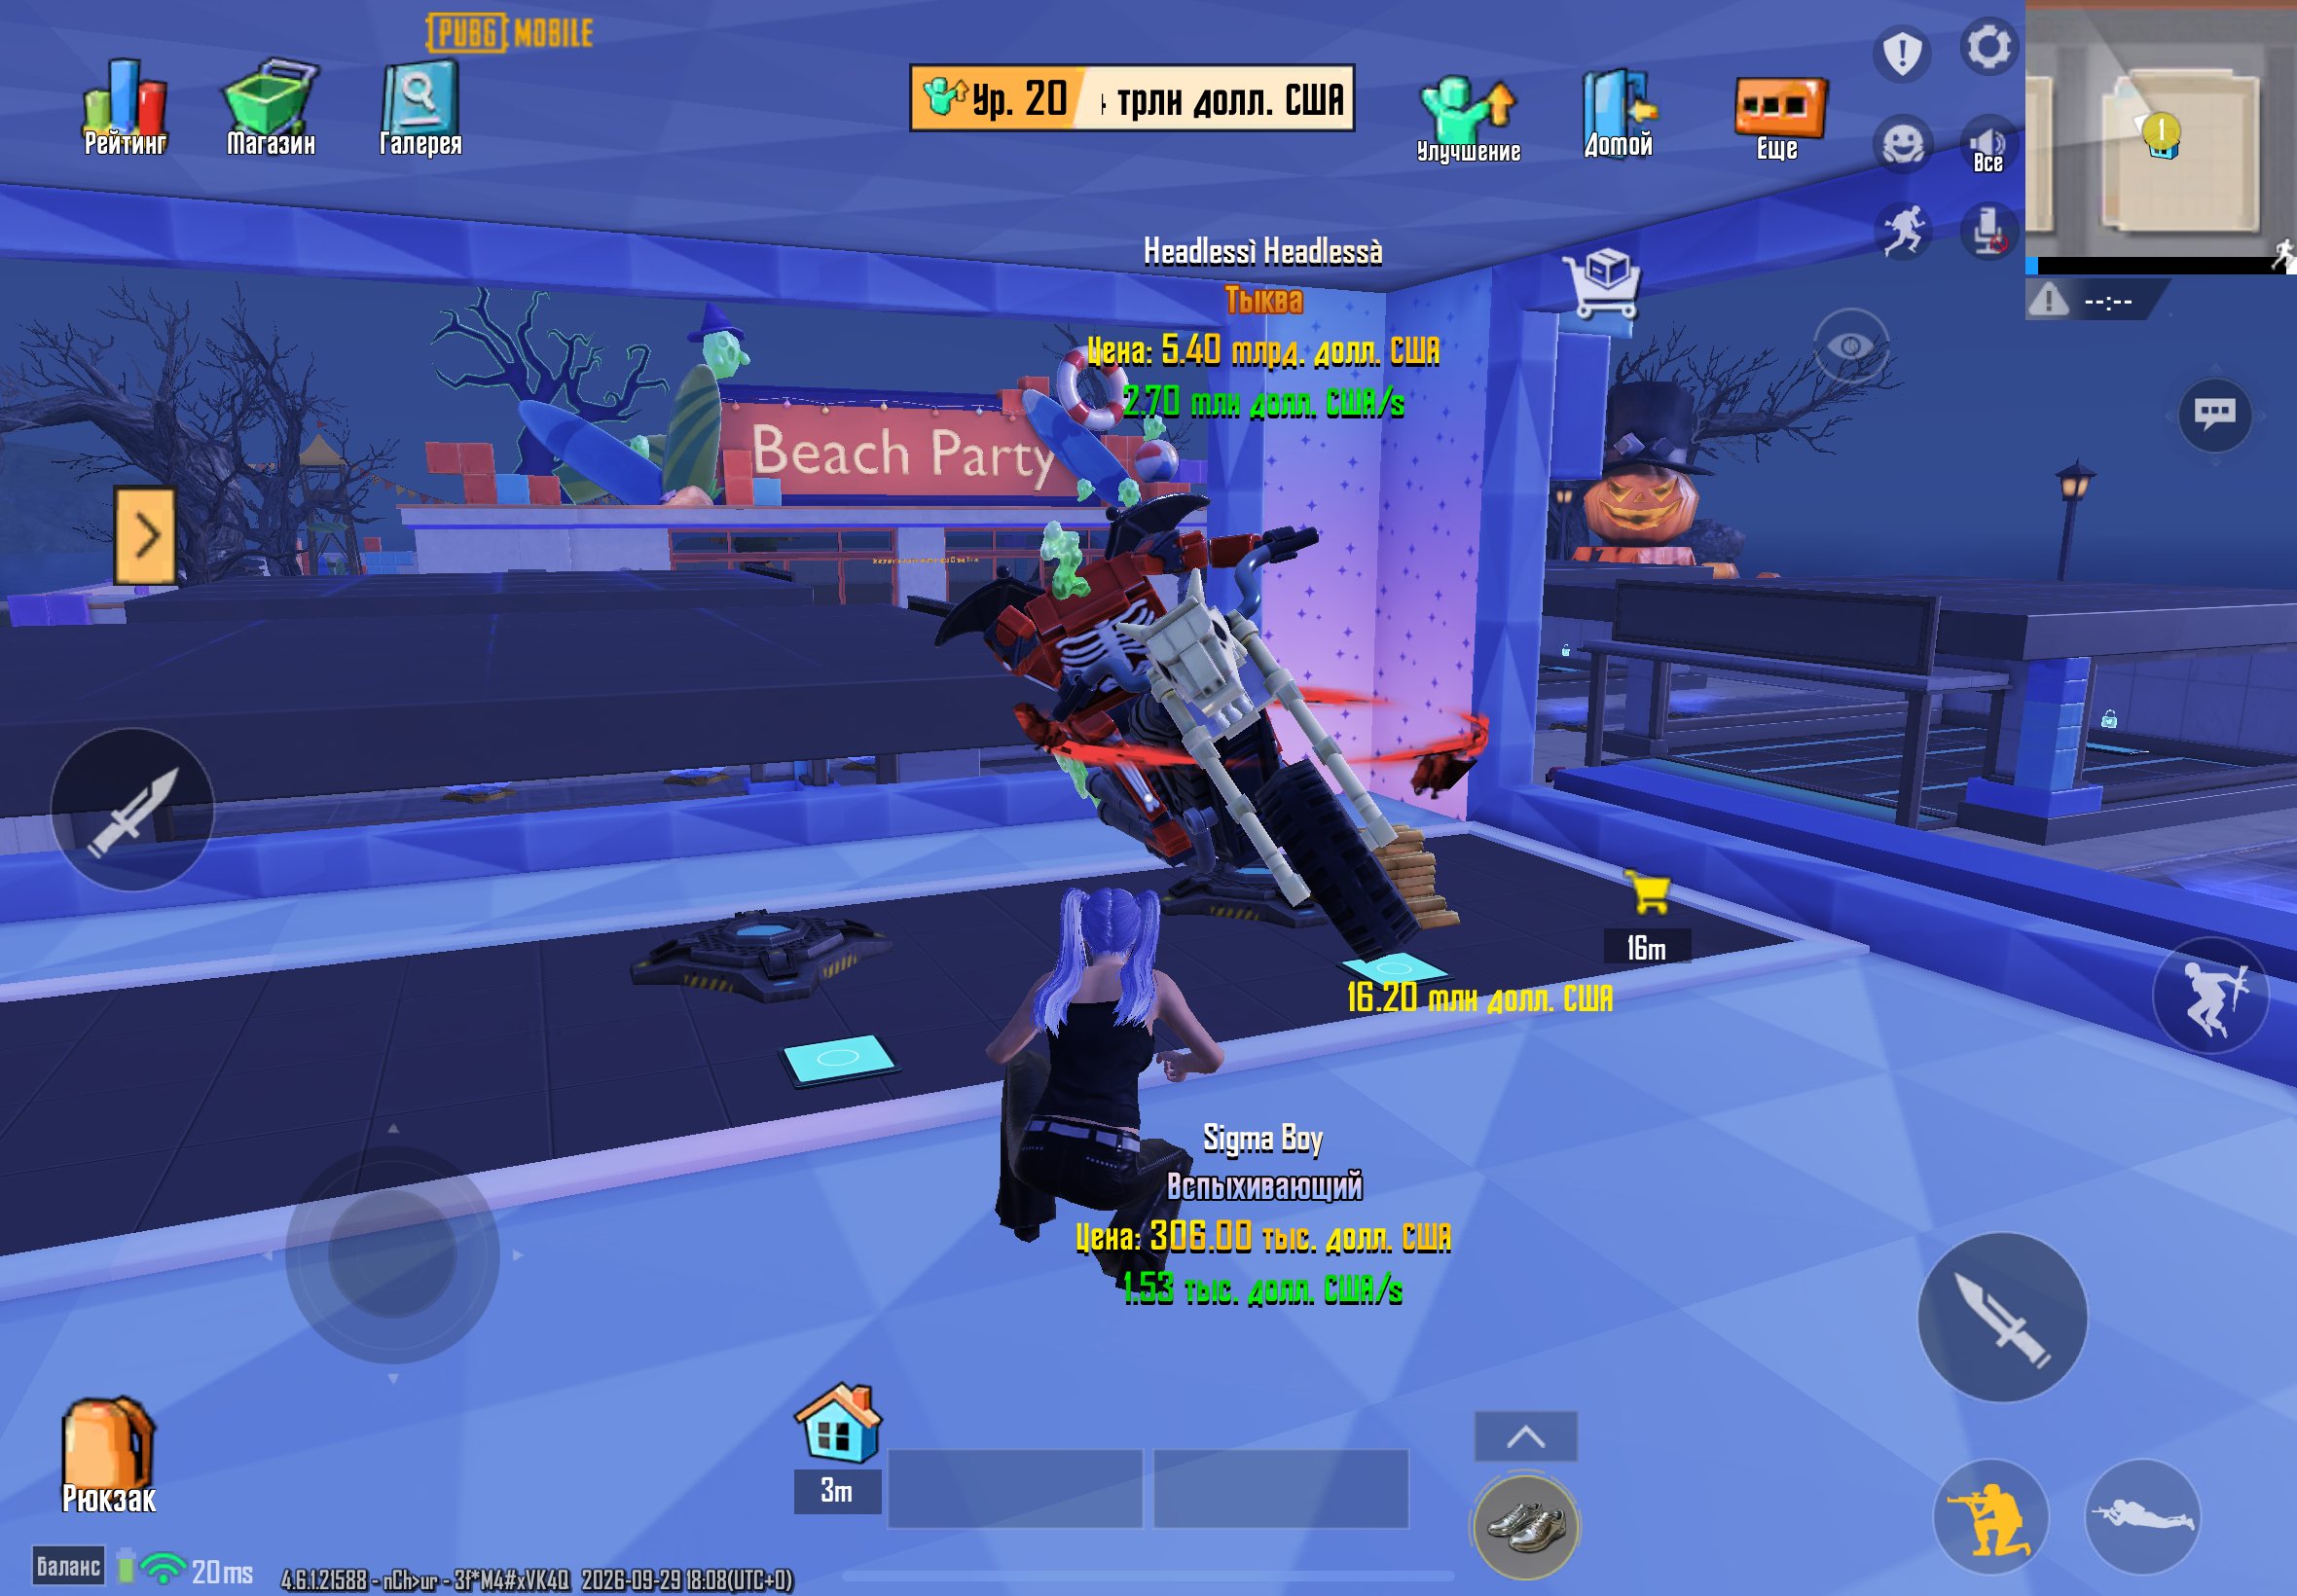 PUBG MOBILE
Рейтинг
Магазин
Галерея
Ур. 20
трлн долл. США
Улучшение
Домой
Еще
Все
1
--:--
Headlessì Headlessà
Тыква
Цена: 5.40 млрд. долл. США
2.70 млн долл. США/s
Beach Party
16m
16.20 млн долл. США
Sigma Boy
Вспыхивающий
Цена: 306.00 тыс. долл. США
1.53 тыс. долл. США/s
3m
Рюкзак
Баланс
20ms
4.6.1.21588 - nCh>ur - 3f*M4#xVK4Q 2026-09-29 18:08(UTC+0)